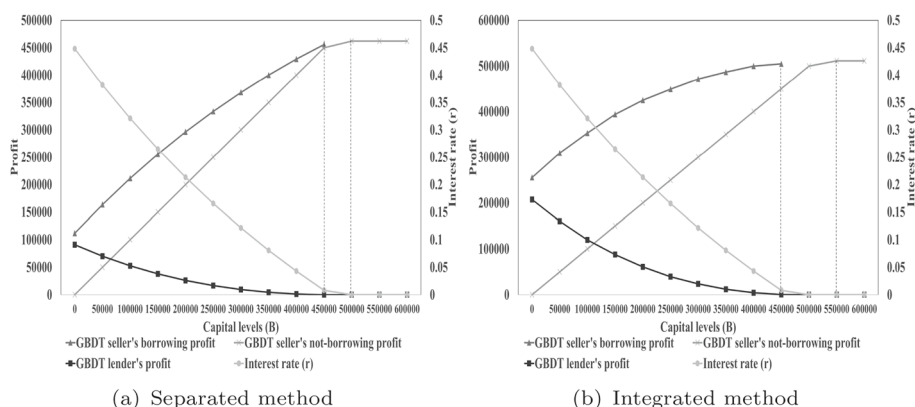 500000
450000
400000
350000
300000
250000
200000
150000
100000
50000
0
Profit
0.5
0.45
0.4
0.35
0.3
0.25
0.2
0.15
0.1
0.05
0
Interest rate (r)
0 50000 100000 150000 200000 250000 300000 350000 400000 450000 500000 550000 600000
Capital levels (B)
GBDT seller's borrowing profit GBDT seller's not-borrowing profit
GBDT lender's profit Interest rate (r)
(a) Separated method
600000
500000
400000
300000
200000
100000
0
Profit
0.5
0.45
0.4
0.35
0.3
0.25
0.2
0.15
0.1
0.05
0
Interest rate (r)
0 50000 100000 150000 200000 250000 300000 350000 400000 450000 500000 550000 600000
Capital levels (B)
GBDT seller's borrowing profit GBDT seller's not-borrowing profit
GBDT lender's profit Interest rate (r)
(b) Integrated method